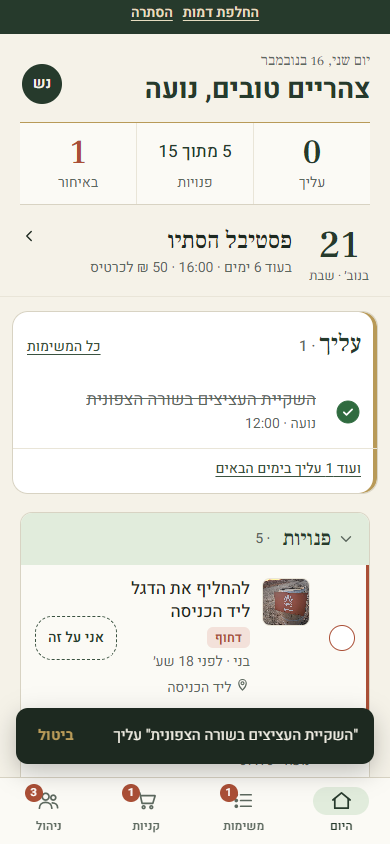 החלפת דמות הסתרה
יום שני, 16 בנובמבר
צהריים טובים, נועה
נש
0
עליך
5 מתוך 15
פנויות
1
באיחור
21
בנוב' · שבת
פסטיבל הסתיו
בעוד 6 ימים · 16:00 · 50 ₪ לכרטיס
עליך · 1
כל המשימות
השקיית העציצים בשורה הצפונית
נועה · 12:00
ועוד 1 עליך בימים הבאים
פנויות · 5
להחליף את הדגל
ליד הכניסה
דחוף
בני · לפני 18 שע'
ליד הכניסה
אני על זה
"השקיית העציצים בשורה הצפונית" עליך
ביטול
היום
1
משימות
1
קניות
3
ניהול